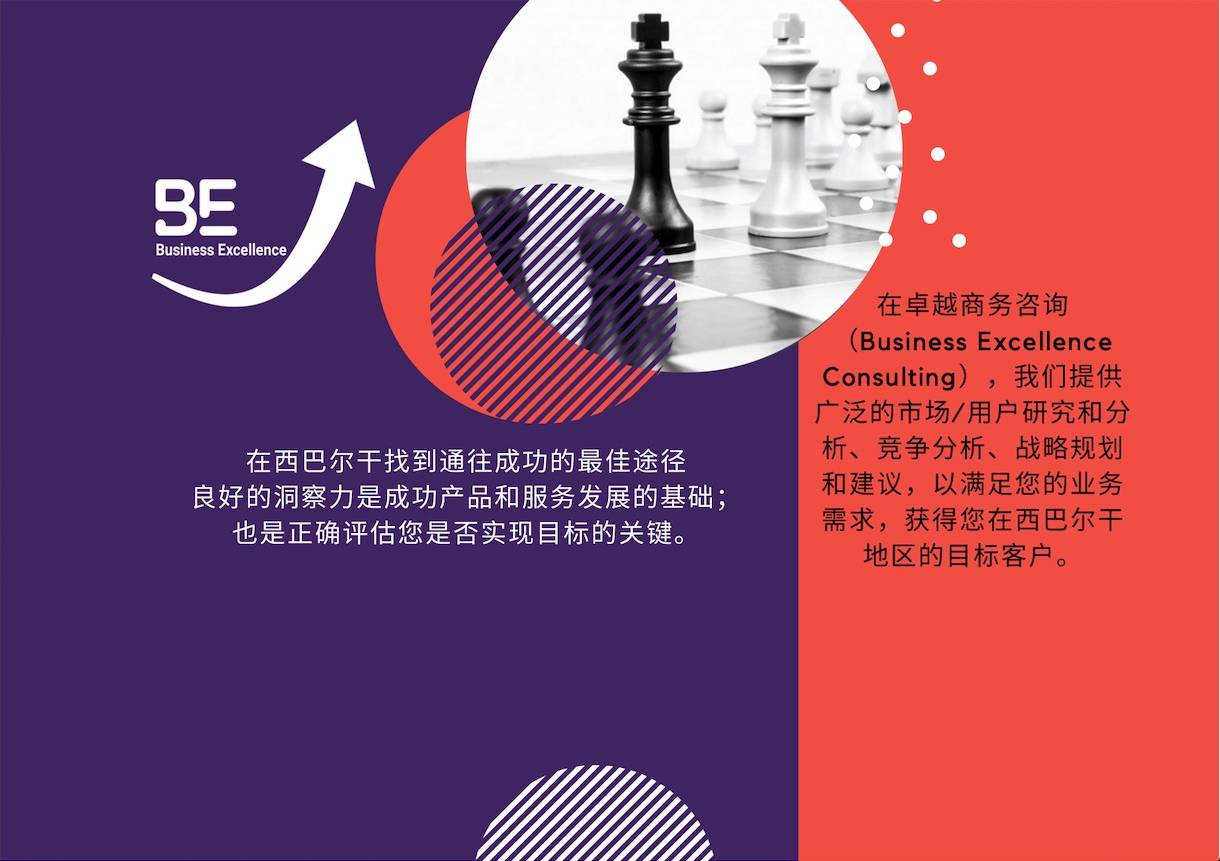 BE
Business Excellence
在西巴尔干找到通往成功的最佳途径
良好的洞察力是成功产品和服务发展的基础；
也是正确评估您是否实现目标的关键。
在卓越商务咨询
（Business Excellence
Consulting），我们提供
广泛的市场/用户研究和分
析、竞争分析、战略规划
和建议，以满足您的业务
需求，获得您在西巴尔干
地区的目标客户。